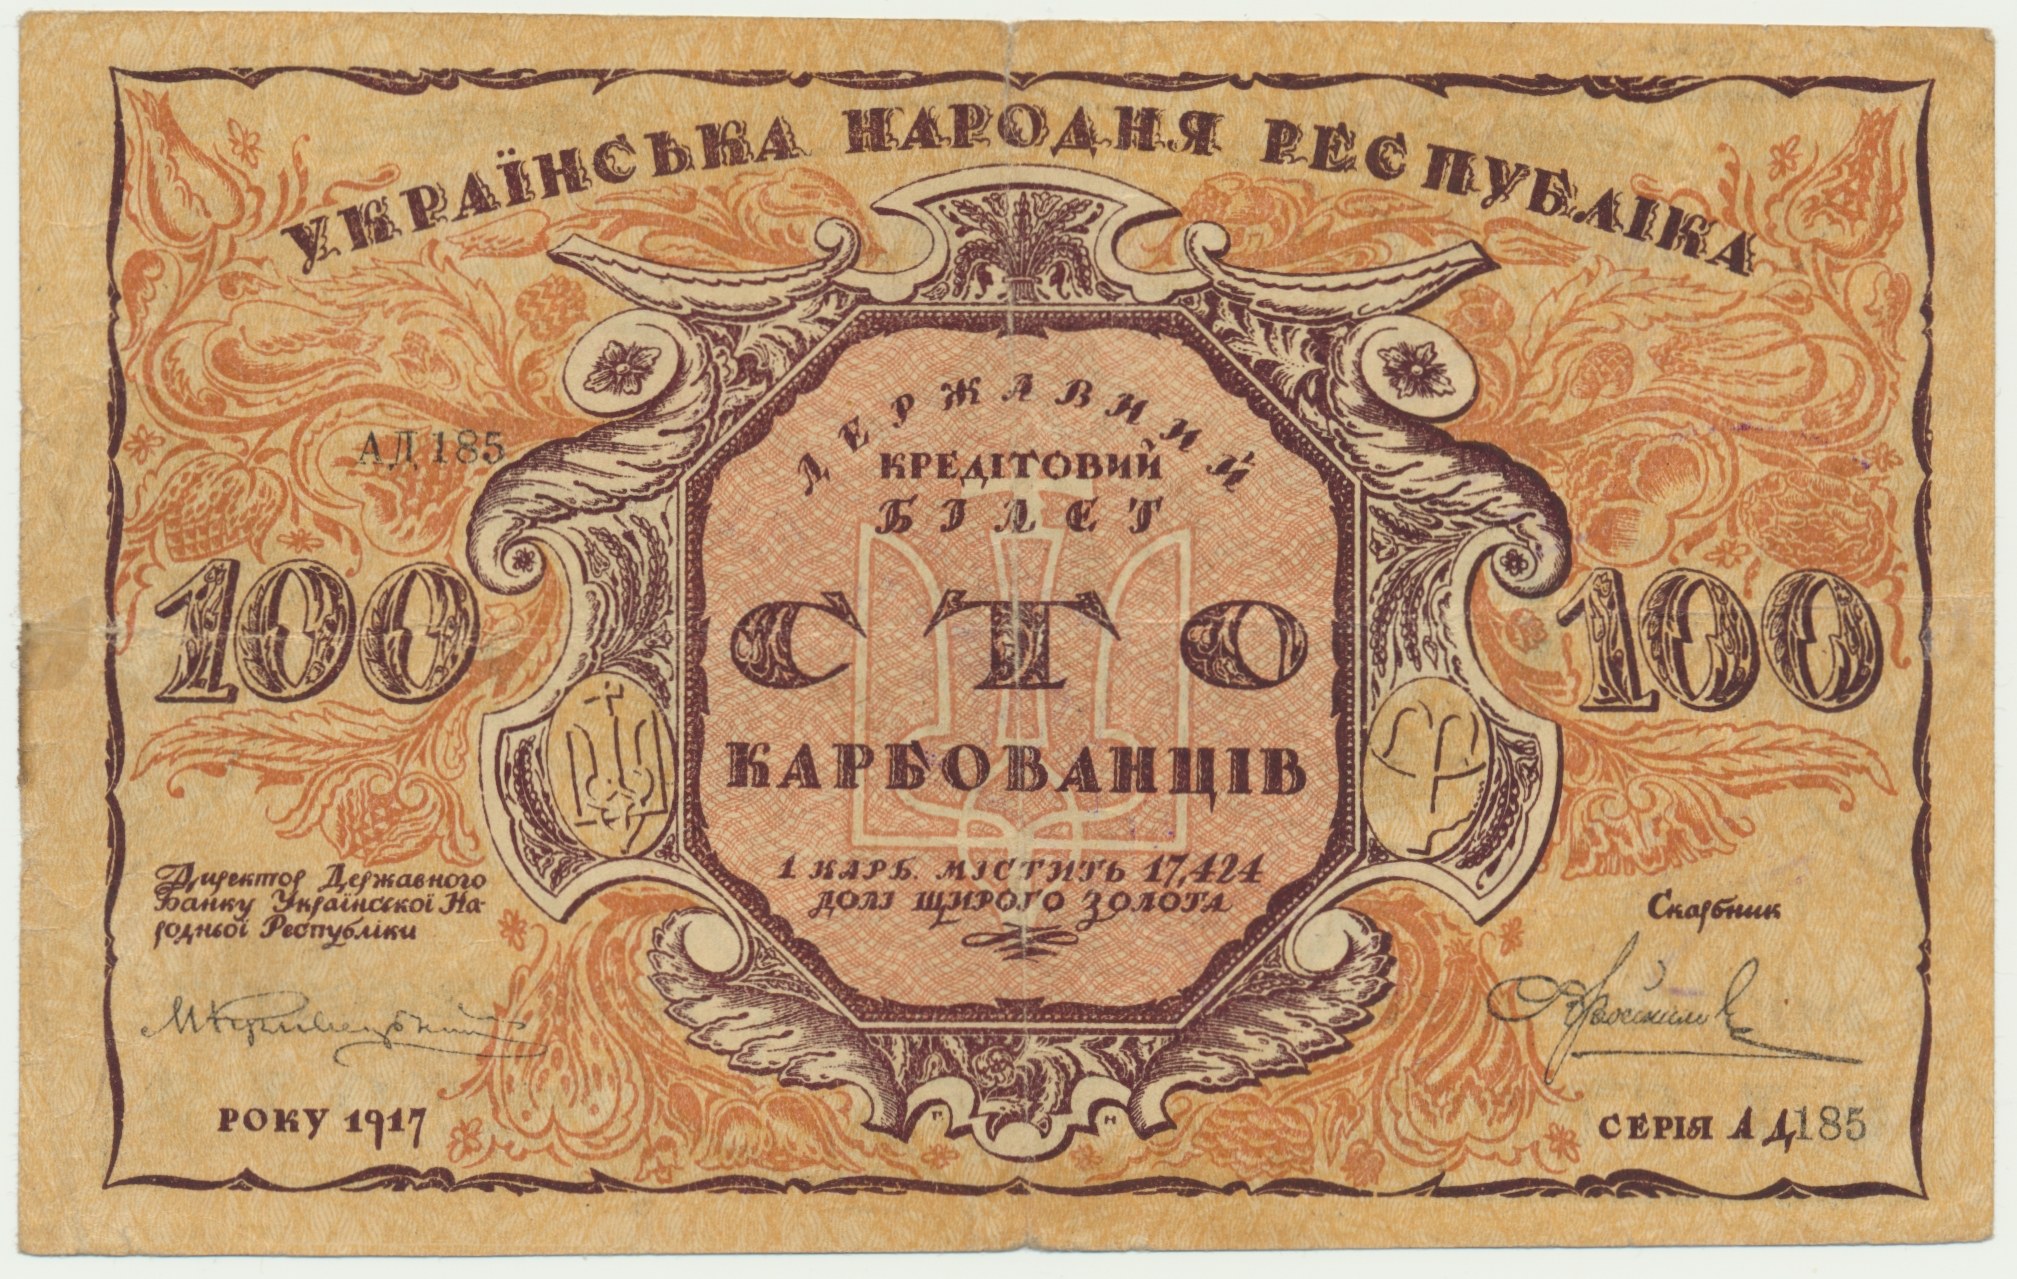 УКРАЇНСЬКА НАРОДНЯ РЕСПУБЛІКА
ДЕРЖАВНИЙ
КРЕДІТОВИЙ
БІЛЕТ
АД 185
100
100
СТО
КАРБОВАНЦІВ
1 КАРБ. МІСТИТЬ 17,424
ДОЛІ ЩИРОГО ЗОЛОТА
Директор Державного
Банку Української На-
родньої Республіки
Скарбник
РОКУ 1917
Г Н
СЕРІЯ АД 185